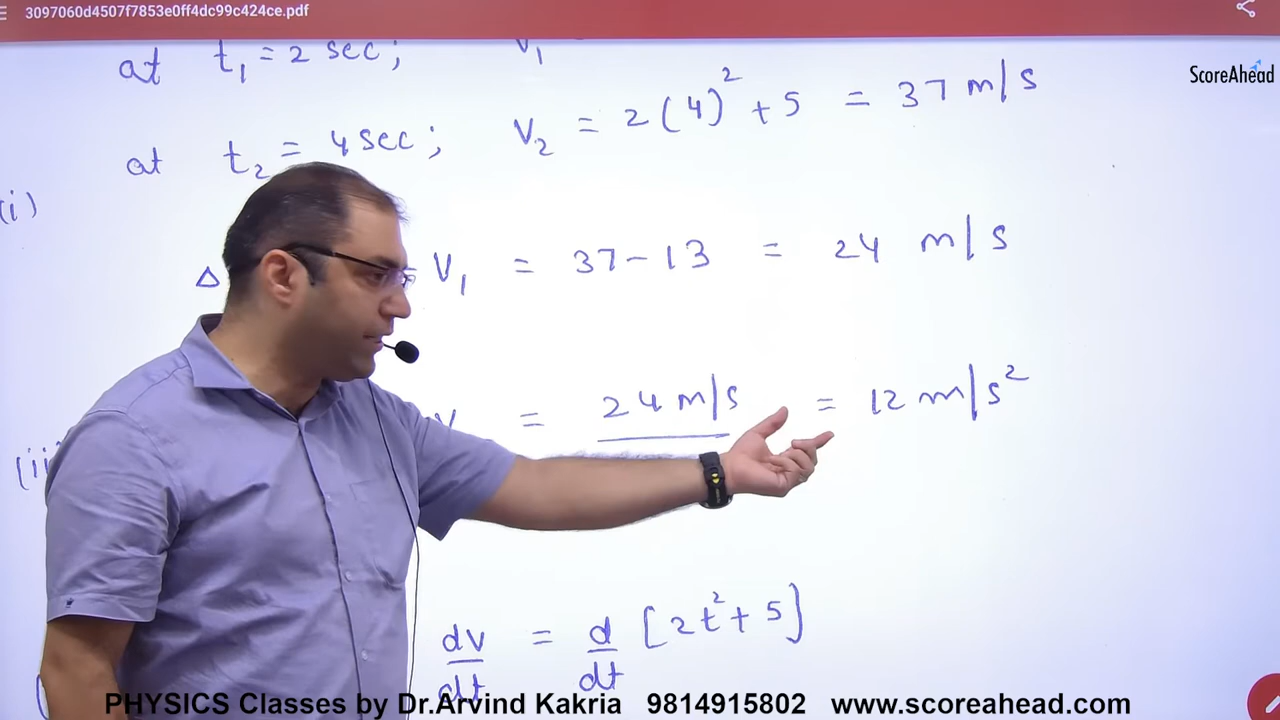 3097060d4507f7853e0ff4dc99c424ce.pdf
ScoreAhead
at t₁ = 2 sec; V₁
at t₂ = 4 sec; V₂ = 2(4)² + 5 = 37 m/s
(i)
Δ V₁ = 37 - 13 = 24 m/s
= 24 m/s = 12 m/s²
dv/dt = d/dt [2t² + 5]
PHYSICS Classes by Dr.Arvind Kakria 9814915802 www.scoreahead.com